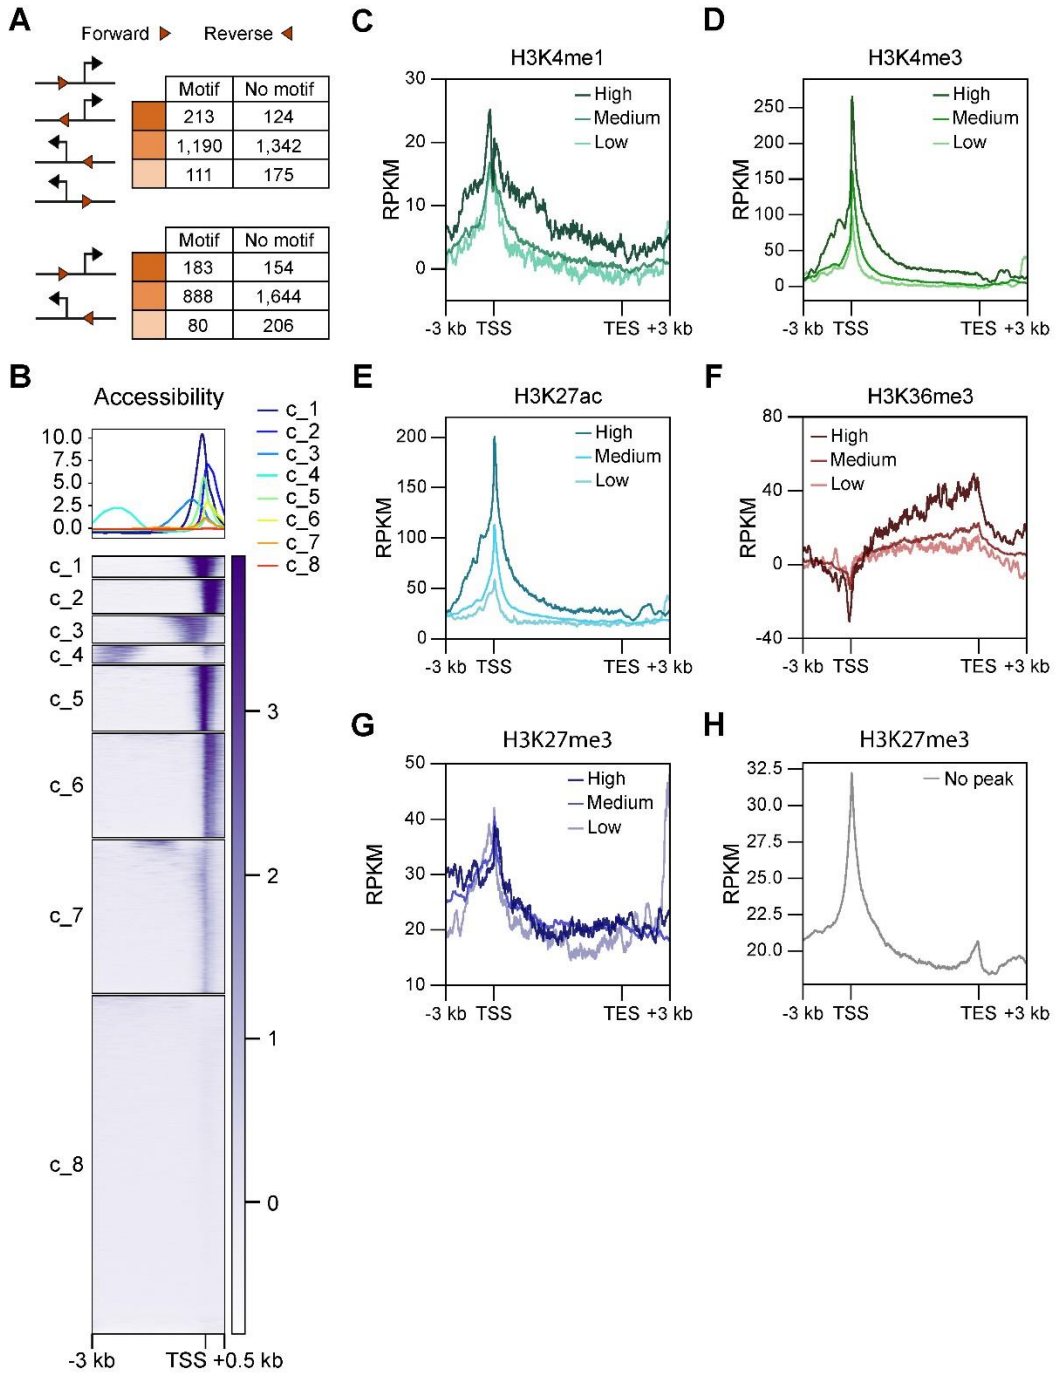 A
Forward Reverse
Motif No motif
213 124
1,190 1,342
111 175
Motif No motif
183 154
888 1,644
80 206
B
Accessibility
10.0
7.5
5.0
2.5
0.0
c_1
c_2
c_3
c_4
c_5
c_6
c_7
c_8
c_1
c_2
c_3
c_4
c_5
c_6
c_7
c_8
3
2
1
0
-3 kb TSS +0.5 kb
C
H3K4me1
RPKM
30
20
10
0
High
Medium
Low
-3 kb TSS TES +3 kb
D
H3K4me3
RPKM
250
200
150
100
50
0
High
Medium
Low
-3 kb TSS TES +3 kb
E
H3K27ac
RPKM
200
150
100
50
0
High
Medium
Low
-3 kb TSS TES +3 kb
F
H3K36me3
RPKM
80
40
0
-40
High
Medium
Low
-3 kb TSS TES +3 kb
G
H3K27me3
RPKM
50
40
30
20
10
High
Medium
Low
-3 kb TSS TES +3 kb
H
H3K27me3
RPKM
32.5
30.0
27.5
25.0
22.5
20.0
No peak
-3 kb TSS TES +3 kb